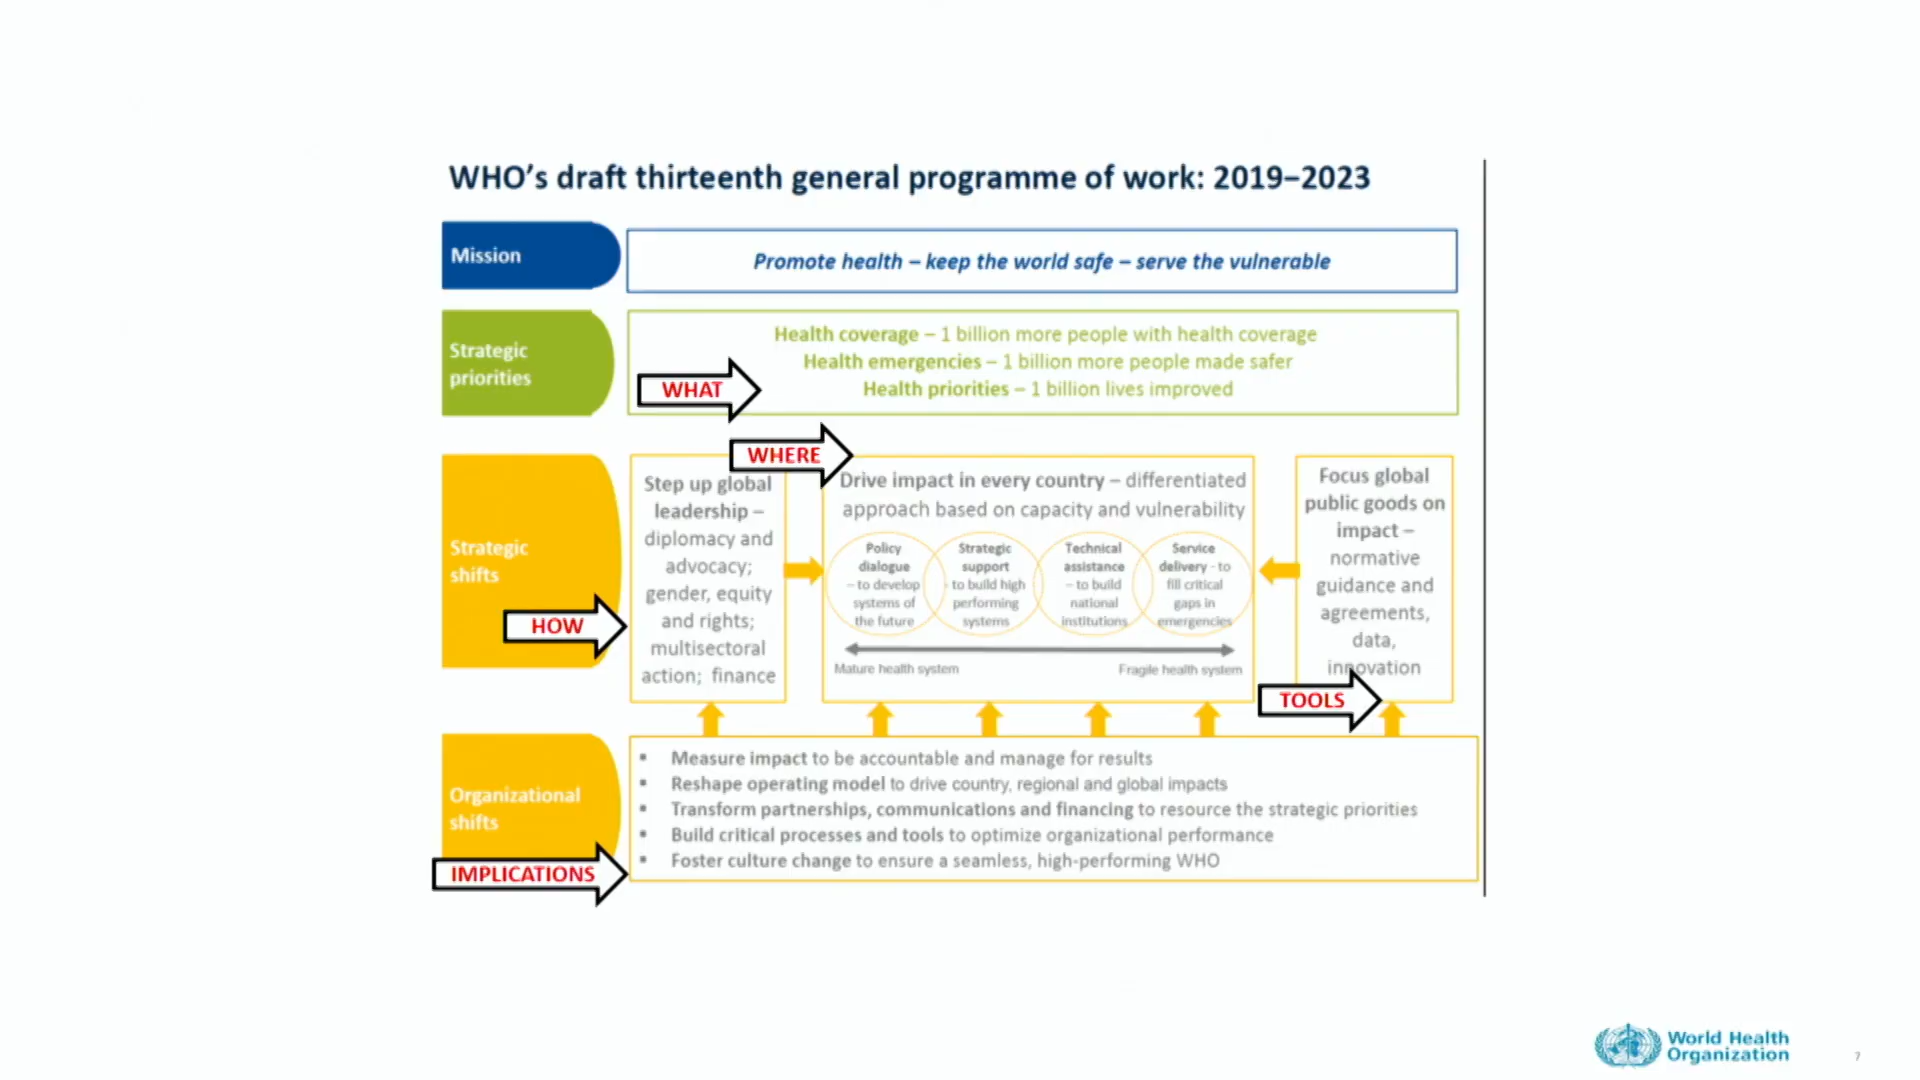 WHO's draft thirteenth general programme of work: 2019–2023
Mission
Promote health – keep the world safe – serve the vulnerable
Strategic
priorities
Health coverage – 1 billion more people with health coverage
Health emergencies – 1 billion more people made safer
Health priorities – 1 billion lives improved
WHAT
WHERE
Strategic
shifts
HOW
Step up global
leadership –
diplomacy and
advocacy;
gender, equity
and rights;
multisectoral
action; finance
Drive impact in every country – differentiated
approach based on capacity and vulnerability
Policy
dialogue
– to develop
systems of
the future
Strategic
support
- to build high
performing
systems
Technical
assistance
– to build
national
institutions
Service
delivery - to
fill critical
gaps in
emergencies
Mature health system
Fragile health system
Focus global
public goods on
impact –
normative
guidance and
agreements,
data,
innovation
TOOLS
Organizational
shifts
IMPLICATIONS
▪ Measure impact to be accountable and manage for results
▪ Reshape operating model to drive country, regional and global impacts
▪ Transform partnerships, communications and financing to resource the strategic priorities
▪ Build critical processes and tools to optimize organizational performance
▪ Foster culture change to ensure a seamless, high-performing WHO
World Health
Organization
7